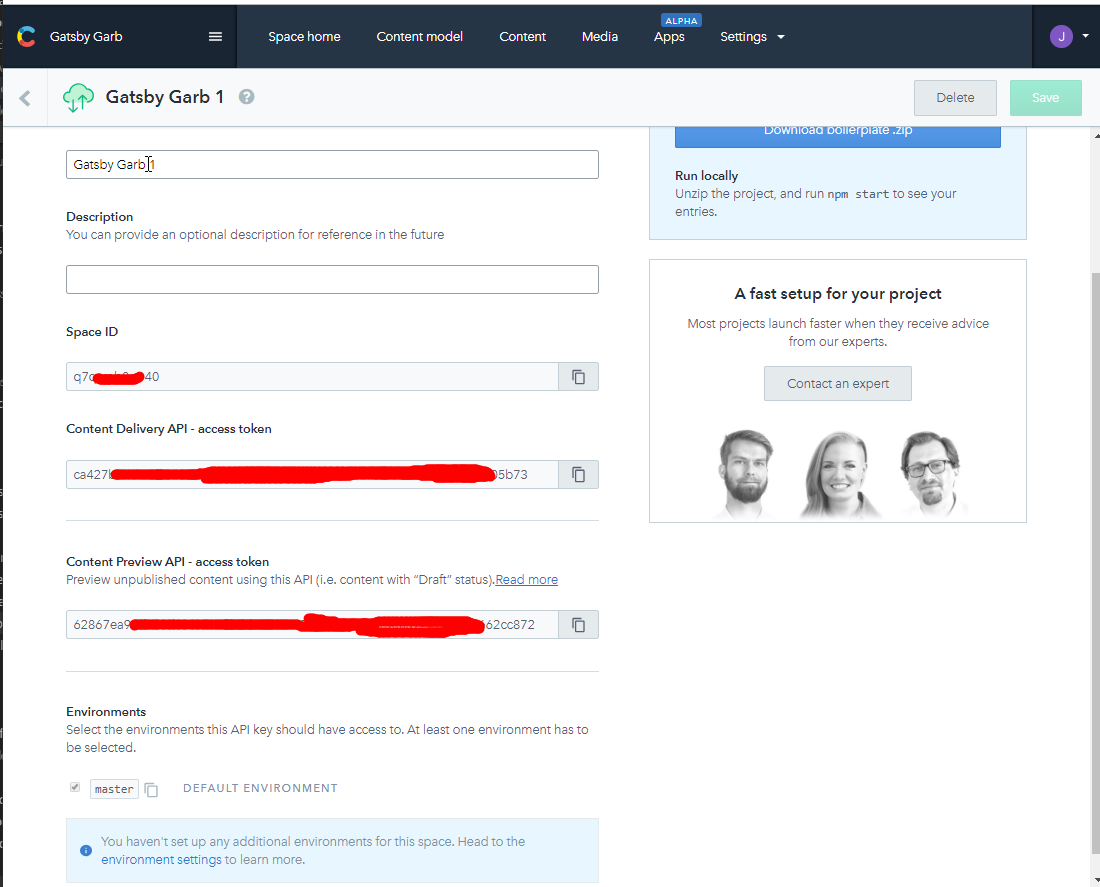 Gatsby Garb
Space home
Content model
Content
Media
ALPHA
Apps
Settings
J
Gatsby Garb 1
?
Delete
Save
Gatsby Garb 1
Description
You can provide an optional description for reference in the future
Space ID
40
Content Delivery API - access token
ca427
5b73
Content Preview API - access token
Preview unpublished content using this API (i.e. content with “Draft” status).Read more
62867ea9
62cc872
Environments
Select the environments this API key should have access to. At least one environment has to
be selected.
master
DEFAULT ENVIRONMENT
You haven't set up any additional environments for this space. Head to the
environment settings to learn more.
Download boilerplate .zip
Run locally
Unzip the project, and run npm start to see your
entries.
A fast setup for your project
Most projects launch faster when they receive advice
from our experts.
Contact an expert